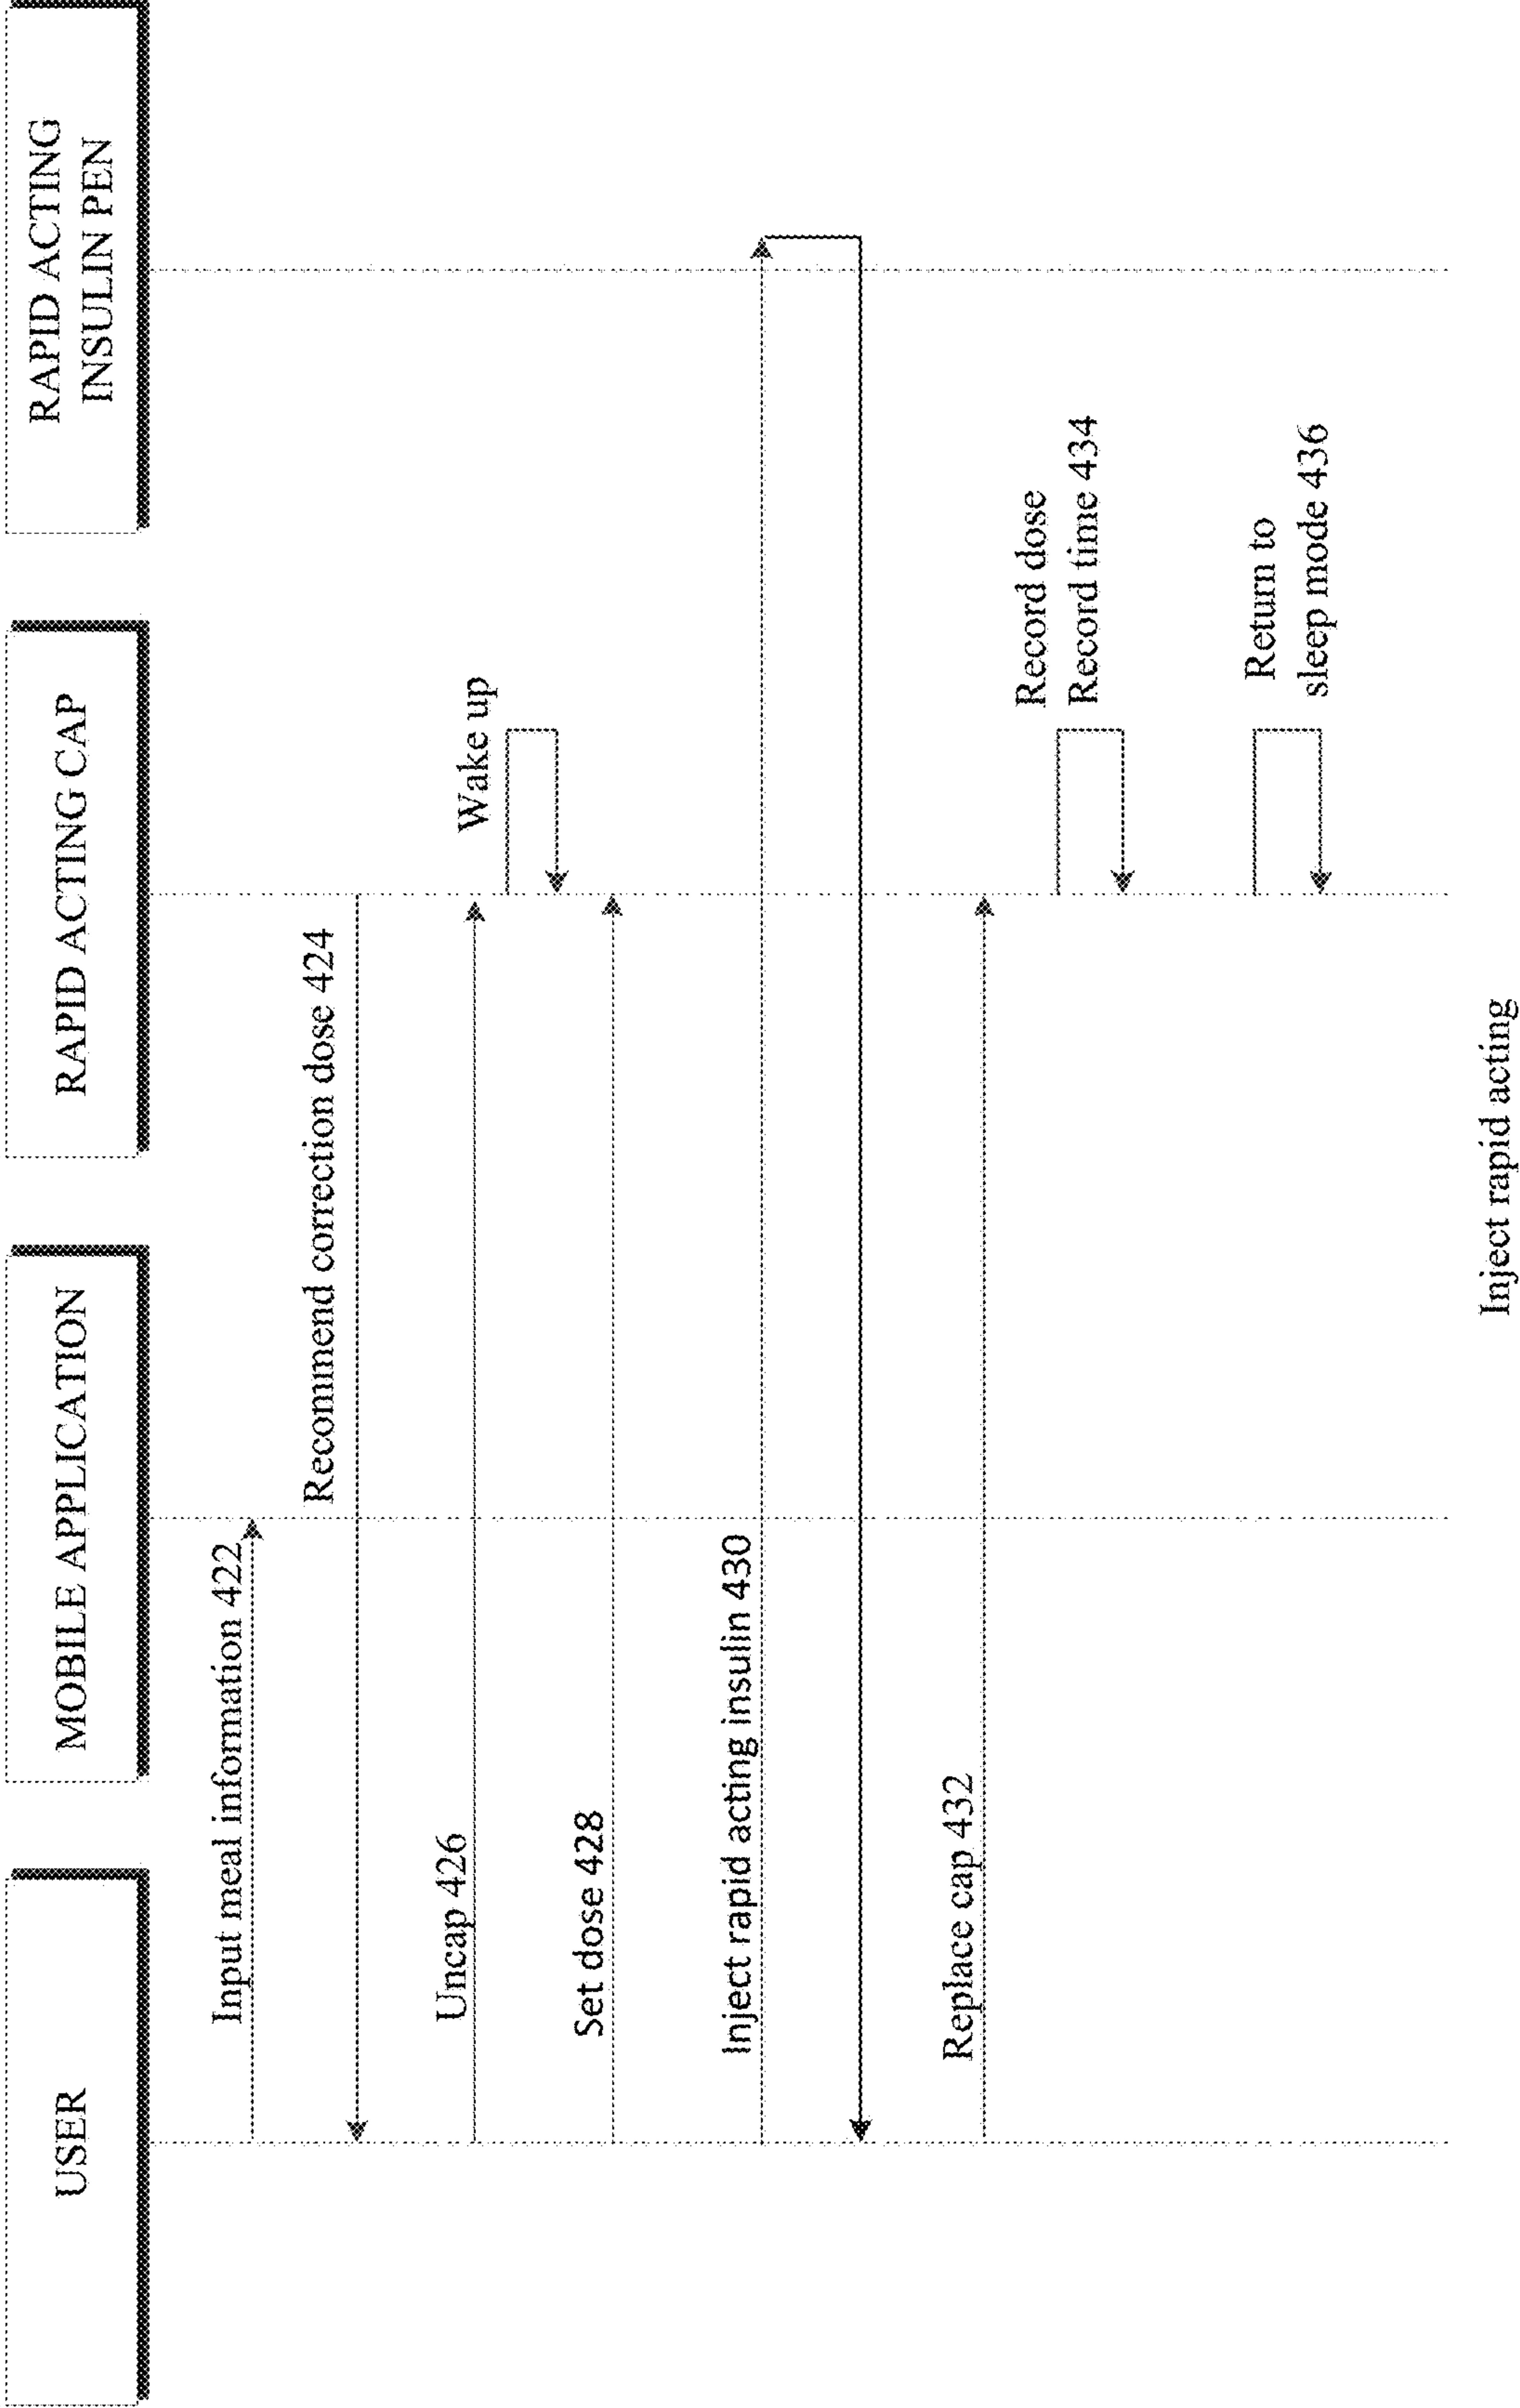 USER
MOBILE APPLICATION
RAPID ACTING CAP
RAPID ACTING
INSULIN PEN
Input meal information 422
Recommend correction dose 424
Uncap 426
Wake up
Set dose 428
Inject rapid acting insulin 430
Replace cap 432
Record dose
Record time 434
Return to
sleep mode 436
Inject rapid acting